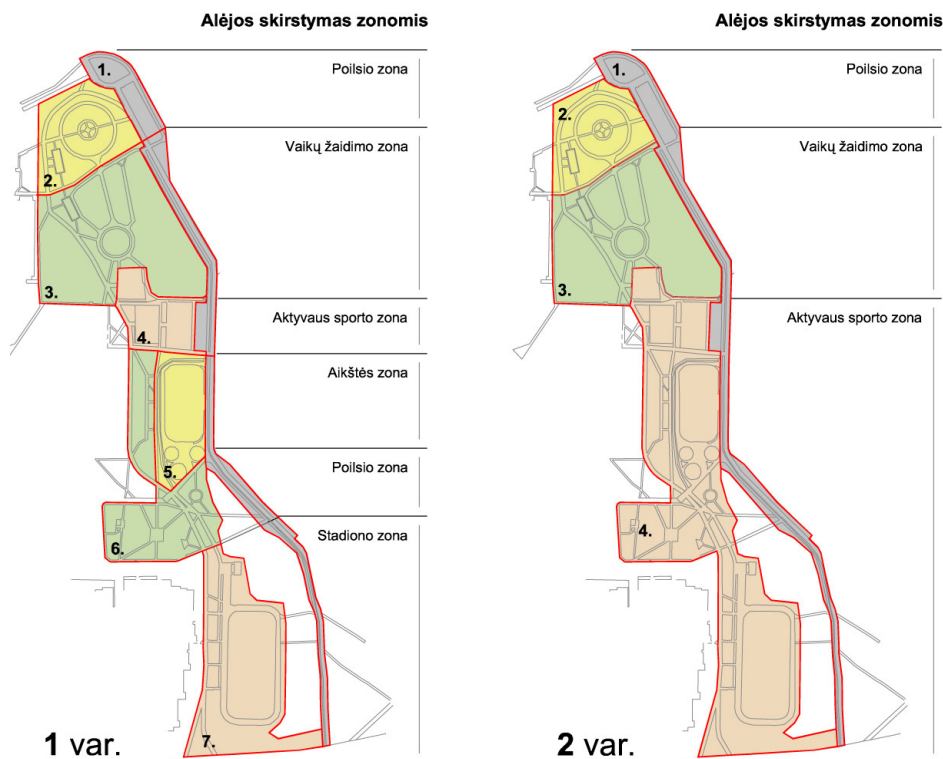 Alėjos skirstymas zonomis
1.
Poilsio zona
Vaikų žaidimo zona
2.
3.
Aktyvaus sporto zona
4.
Aikštės zona
Poilsio zona
5.
Stadiono zona
6.
7.
1 var.
Alėjos skirstymas zonomis
1.
Poilsio zona
2.
Vaikų žaidimo zona
3.
Aktyvaus sporto zona
4.
2 var.